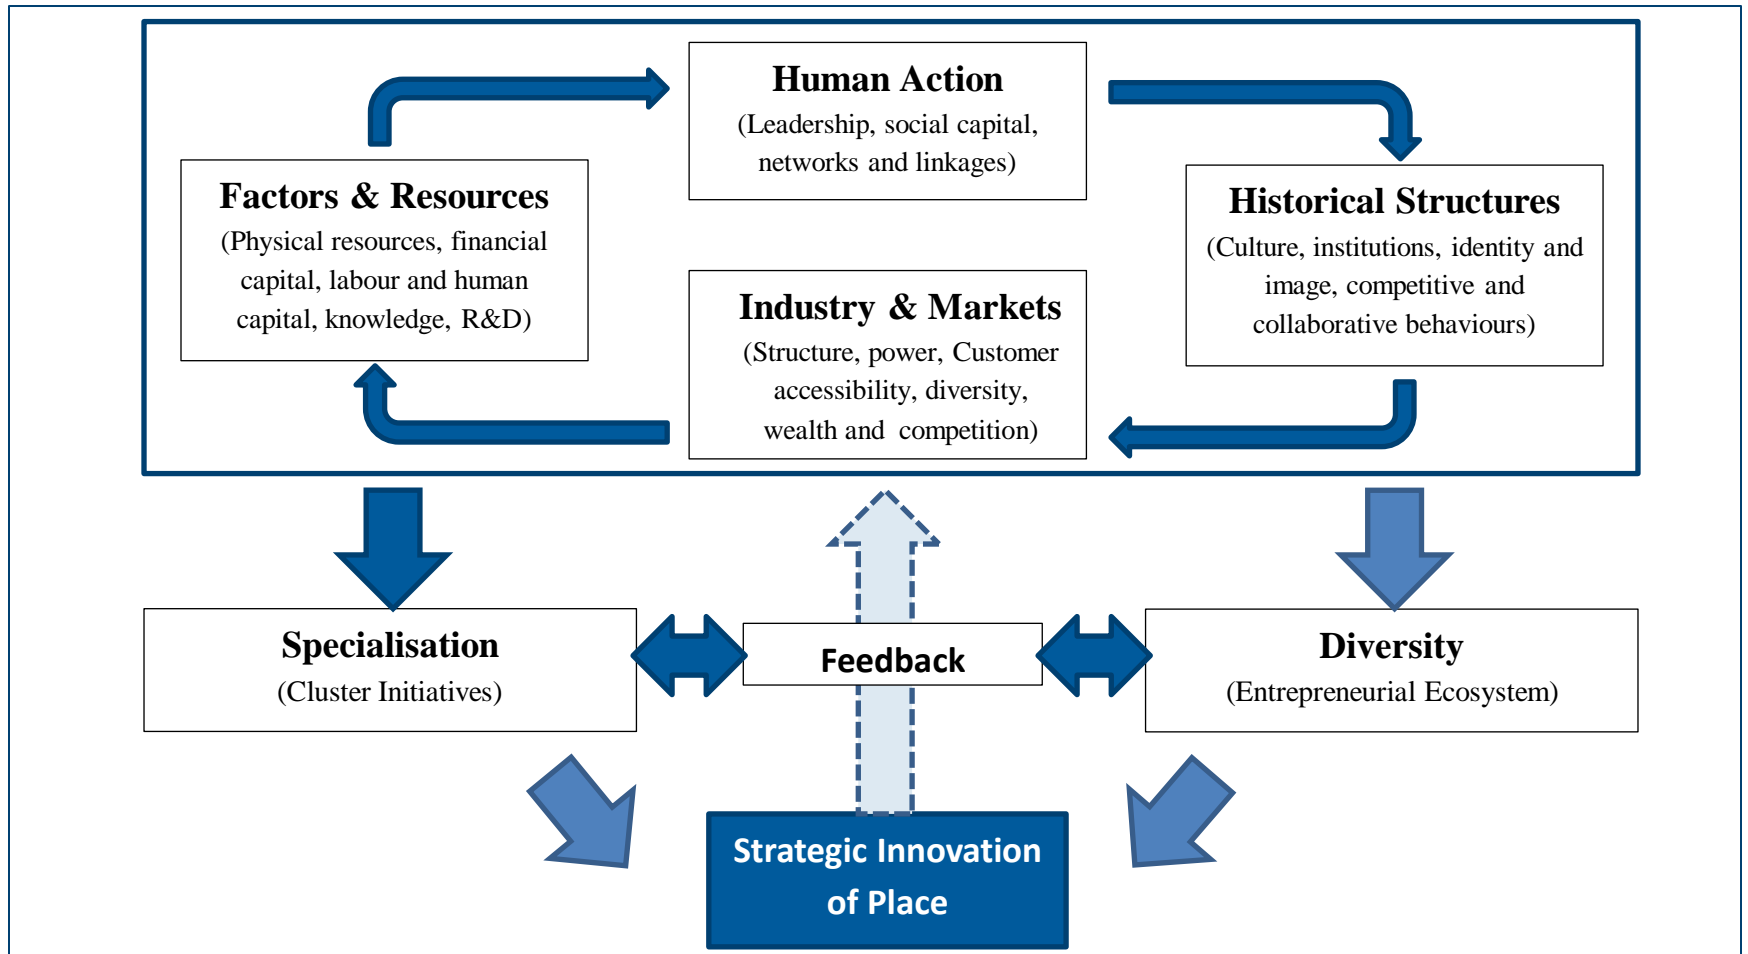 Human Action
(Leadership, social capital,
networks and linkages)
Factors & Resources
(Physical resources, financial
capital, labour and human
capital, knowledge, R&D)
Historical Structures
(Culture, institutions, identity and
image, competitive and
collaborative behaviours)
Industry & Markets
(Structure, power, Customer
accessibility, diversity,
wealth and competition)
Specialisation
(Cluster Initiatives)
Feedback
Diversity
(Entrepreneurial Ecosystem)
Strategic Innovation
of Place